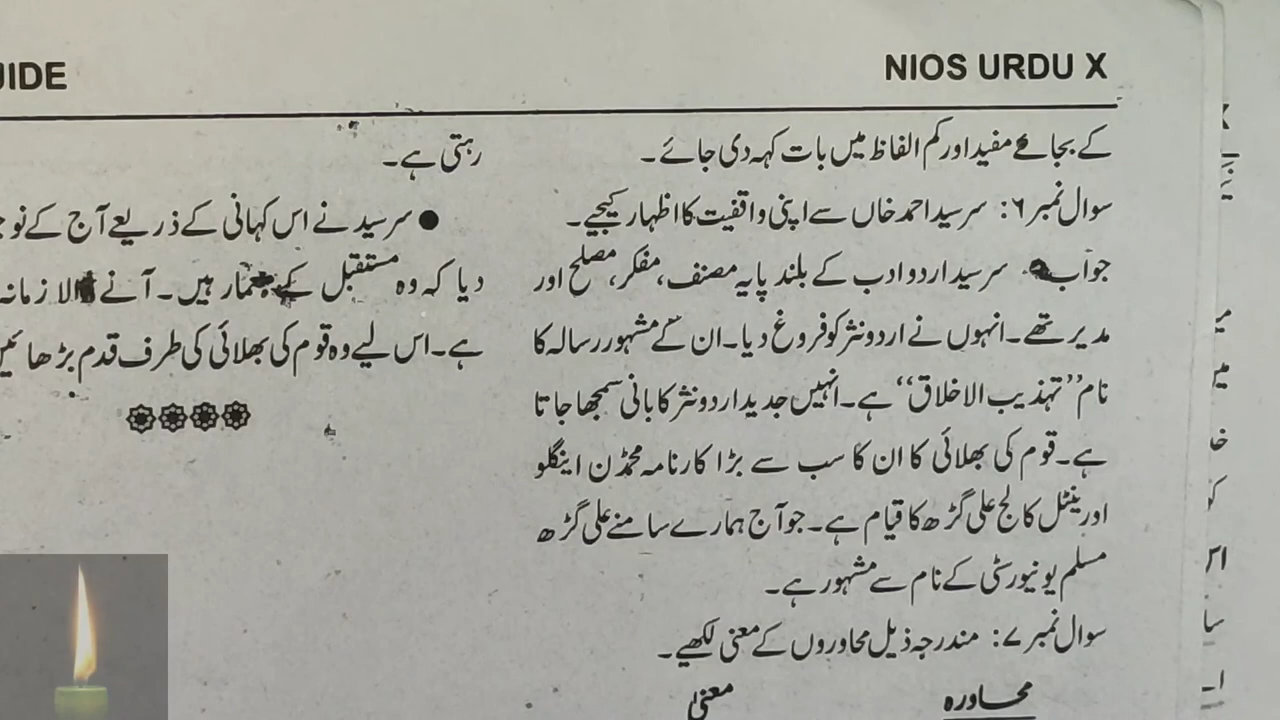 UIDE
NIOS URDU X
کے بجائے مفید اور کم الفاظ میں بات کہہ دی جائے۔
سوال نمبر ۶: سرسید احمد خاں سے اپنی واقفیت کا اظہار کیجیے۔
جواب سرسید اردو ادب کے بلند پایہ مصنف، مفکر، مصلح اور
مدیر تھے۔ انہوں نے اردو نثر کو فروغ دیا۔ ان کے مشہور رسالہ کا
نام ”تہذیب الاخلاق“ ہے۔ انہیں جدید اردو نثر کا بانی سمجھا جاتا
ہے۔ قوم کی بھلائی کا ان کا سب سے بڑا کارنامہ محمڈن اینگلو
اورینٹل کالج علی گڑھ کا قیام ہے۔ جو آج ہمارے سامنے علی گڑھ
مسلم یونیورسٹی کے نام سے مشہور ہے۔
سوال نمبر ۷: مندرجہ ذیل محاوروں کے معنی لکھیے۔
محاورہ معنیٰ
رہتی ہے۔
● سرسید نے اس کہانی کے ذریعے آج کے
دیا کہ وہ مستقبل کے معمار ہیں۔ آنے والا زمانہ
ہے۔ اس لیے وہ قوم کی بھلائی کی طرف قدم بڑھائیں